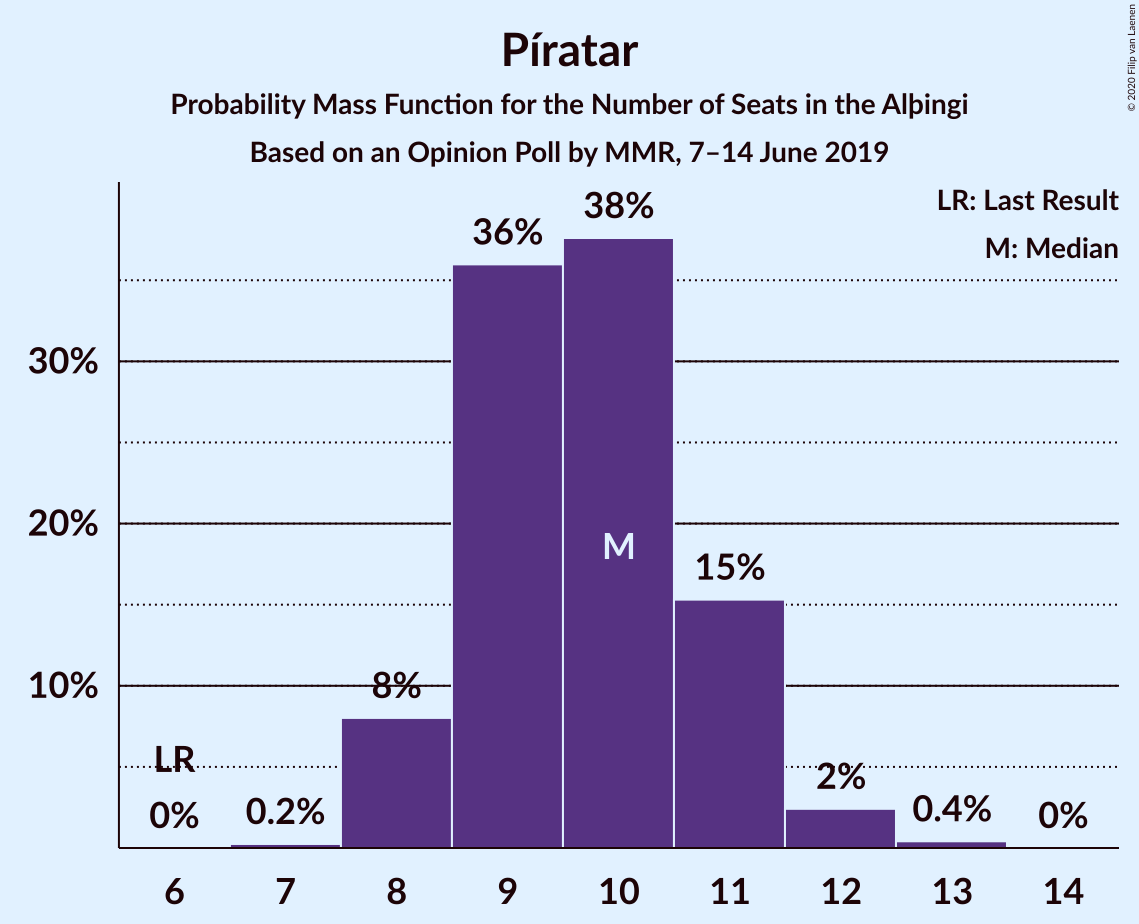 Píratar
Probability Mass Function for the Number of Seats in the Alþingi
Based on an Opinion Poll by MMR, 7–14 June 2019
© 2020 Filip van Laenen
LR: Last Result
M: Median
38%
36%
30%
20%
M
15%
10%
8%
LR
2%
0%
0.2%
0.4%
0%
6 7 8 9 10 11 12 13 14